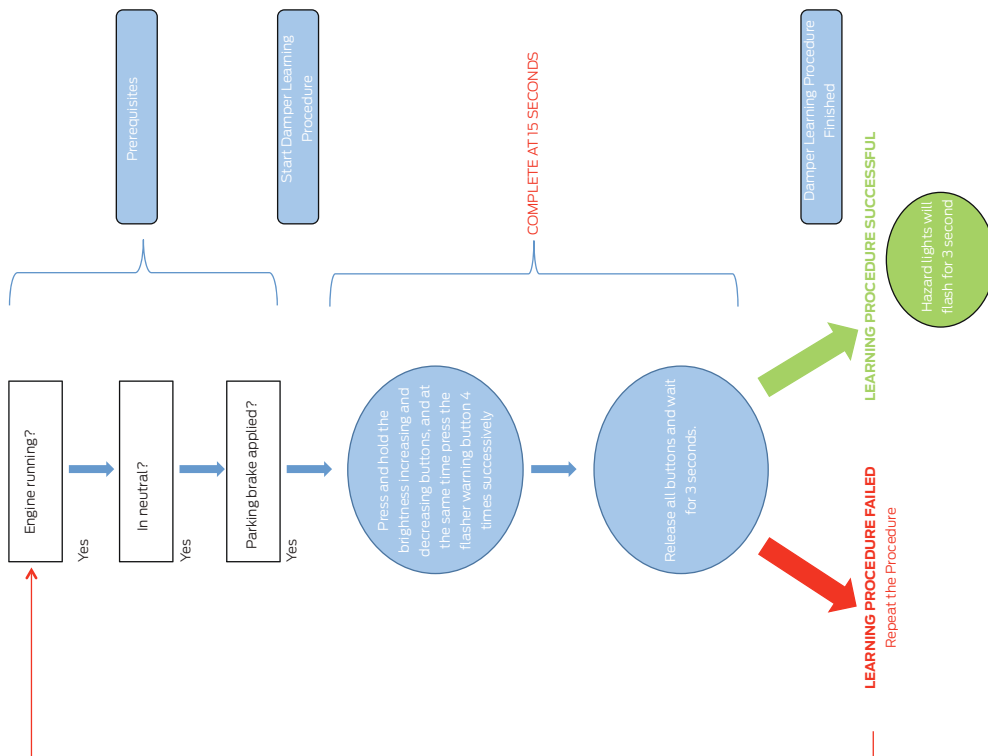 Engine running?
Yes
In neutral?
Yes
Parking brake applied?
Yes
Prerequisites
Start Damper Learning
Procedure
Press and hold the
brightness increasing and
decreasing buttons, and at
the same time press the
flasher warning button 4
times successively
Release all buttons and wait
for 3 seconds.
COMPLETE AT 15 SECONDS
Damper Learning Procedure
Finished
LEARNING PROCEDURE FAILED
Repeat the Procedure
LEARNING PROCEDURE SUCCESSFUL
Hazard lights will
flash for 3 second